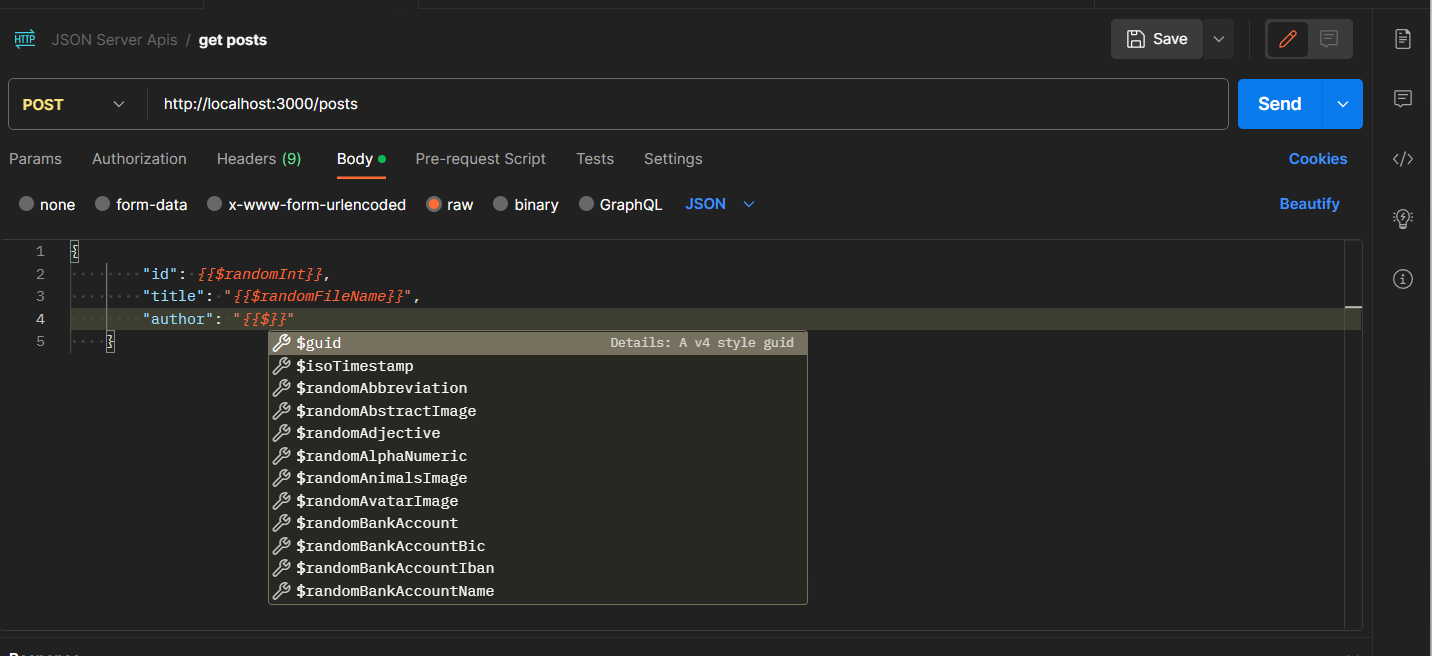 HTTP JSON Server Apis / get posts Save
POST http://localhost:3000/posts Send
Params Authorization Headers (9) Body Pre-request Script Tests Settings Cookies
none form-data x-www-form-urlencoded raw binary GraphQL JSON Beautify
1 {
2 "id": {{$randomInt}},
3 "title": "{{$randomFileName}}",
4 "author": "{{$}}"
5 }
$guid Details: A v4 style guid
$isoTimestamp
$randomAbbreviation
$randomAbstractImage
$randomAdjective
$randomAlphaNumeric
$randomAnimalsImage
$randomAvatarImage
$randomBankAccount
$randomBankAccountBic
$randomBankAccountIban
$randomBankAccountName